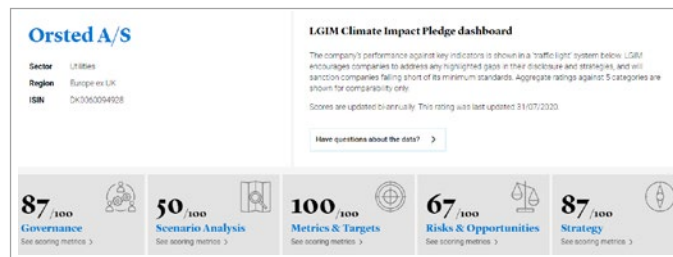 Orsted A/S
Sector Utilities
Region Europe ex UK
ISIN DK0060094928
LGIM Climate Impact Pledge dashboard
The company's performance against key indicators is shown in a 'traffic light' system below. LGIM
encourages companies to address any highlighted gaps in their disclosure and strategies, and will
sanction companies falling short of its minimum standards. Aggregate ratings against 5 categories are
shown for comparability only.
Scores are updated bi-annually. This rating was last updated 31/07/2020
Have questions about the data? >
87/100
Governance
See scoring metrics >
50/100
Scenario Analysis
See scoring metrics >
100/100
Metrics & Targets
See scoring metrics >
67/100
Risks & Opportunities
See scoring metrics >
87/100
Strategy
See scoring metrics >